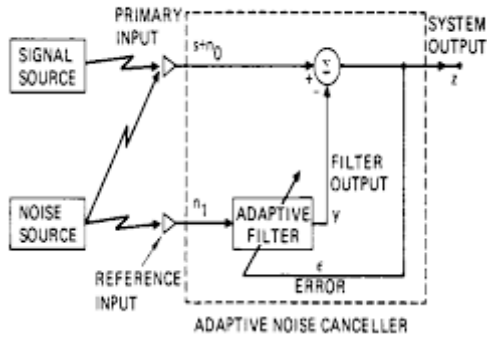 PRIMARY
INPUT
SYSTEM
OUTPUT
SIGNAL
SOURCE
s+n0
+
Σ
-
z
FILTER
OUTPUT
NOISE
SOURCE
n1
ADAPTIVE
FILTER
y
REFERENCE
INPUT
ϵ
ERROR
ADAPTIVE NOISE CANCELLER